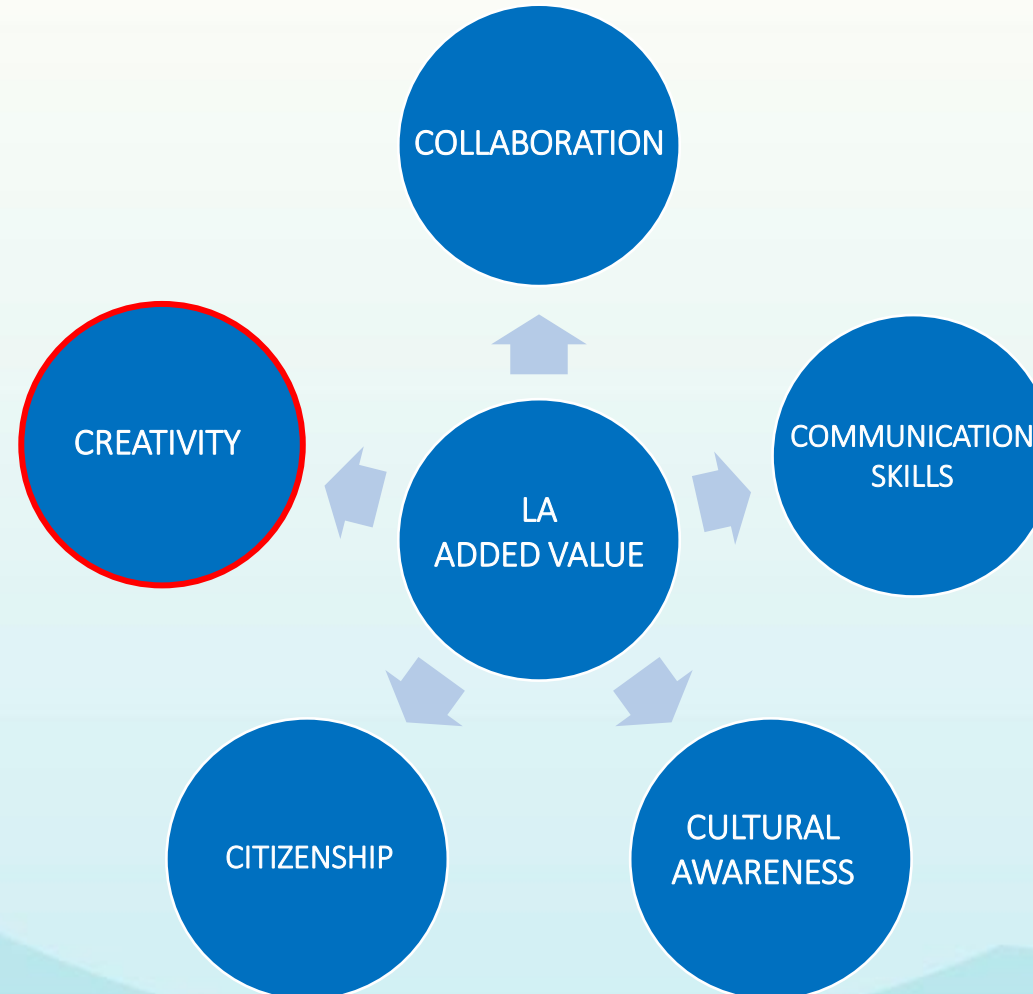 COLLABORATION
CREATIVITY
COMMUNICATION
SKILLS
LA
ADDED VALUE
CITIZENSHIP
CULTURAL
AWARENESS